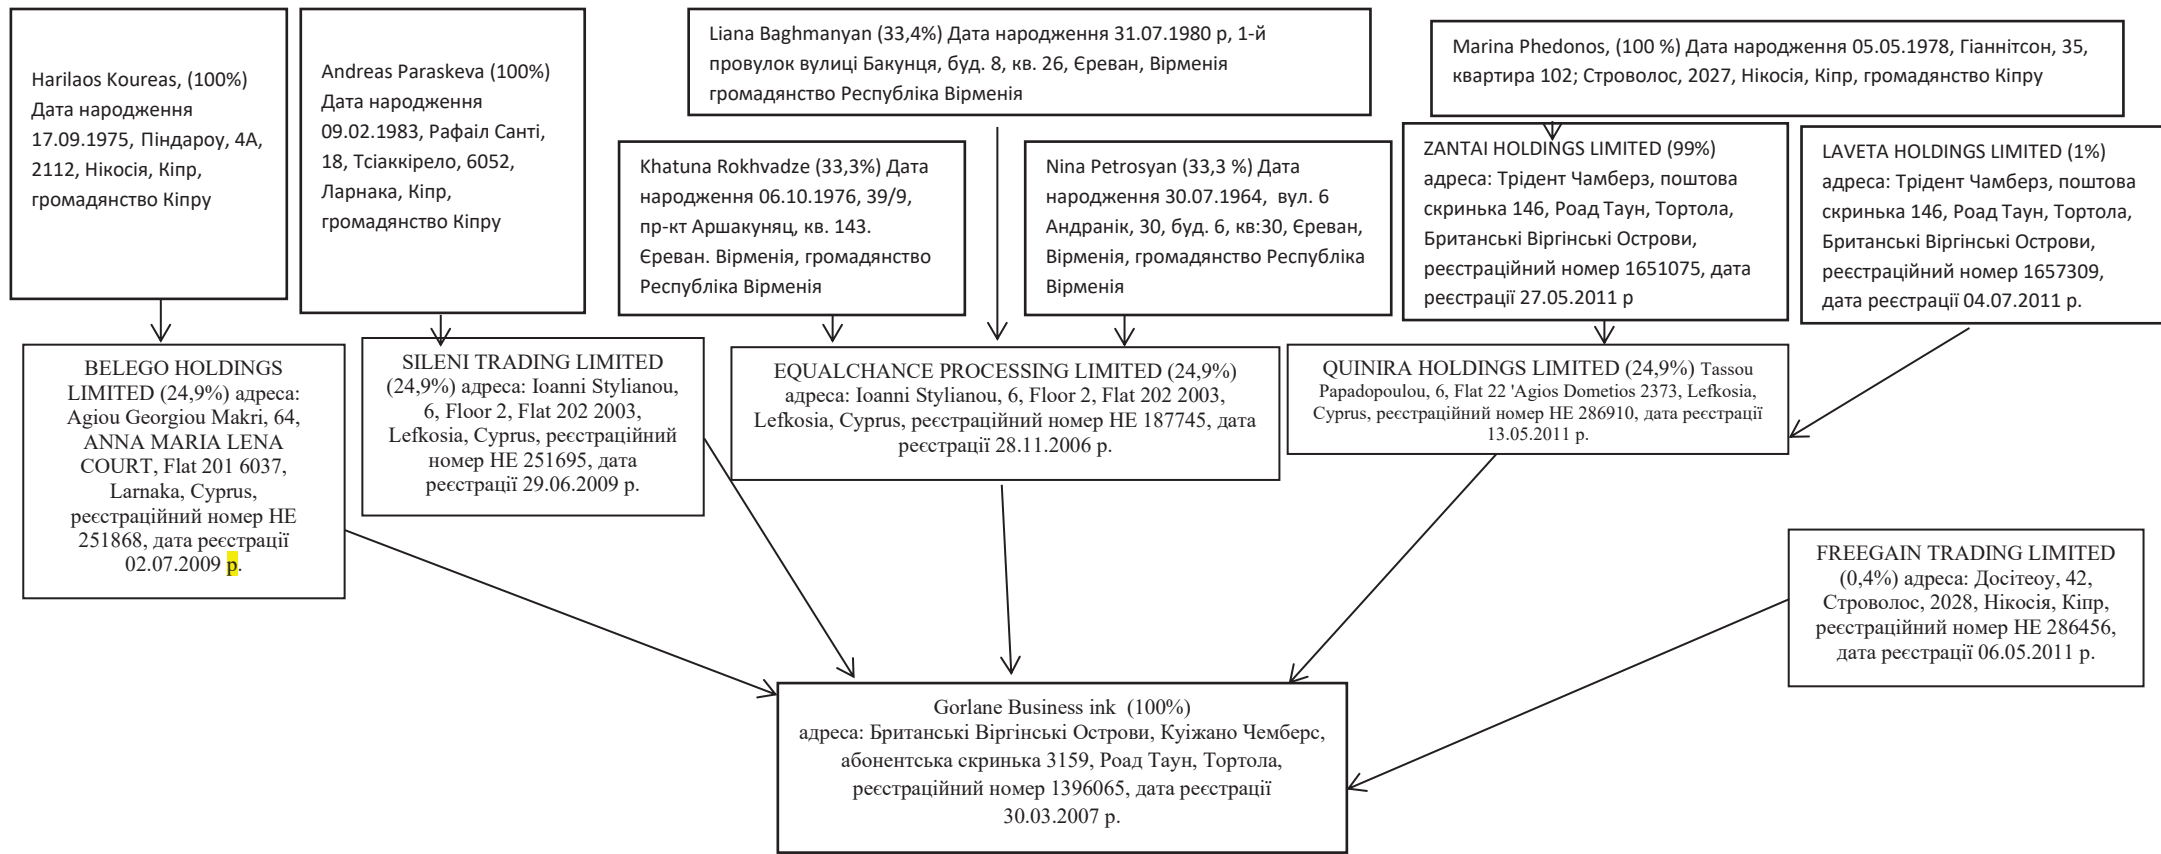 Harilaos Koureas, (100%)
Дата народження
17.09.1975, Піндароу, 4А,
2112, Нікосія, Кіпр,
громадянство Кіпру
Andreas Paraskeva (100%)
Дата народження
09.02.1983, Рафаіл Санті,
18, Тсіаккірело, 6052,
Ларнака, Кіпр,
громадянство Кіпру
Liana Baghmanyan (33,4%) Дата народження 31.07.1980 р, 1-й
провулок вулиці Бакунця, буд. 8, кв. 26, Єреван, Вірменія
громадянство Республіка Вірменія
Marina Phedonos, (100 %) Дата народження 05.05.1978, Гіаннітсон, 35,
квартира 102; Строволос, 2027, Нікосія, Кіпр, громадянство Кіпру
Khatuna Rokhvadze (33,3%) Дата
народження 06.10.1976, 39/9,
пр-кт Аршакуняц, кв. 143.
Єреван. Вірменія, громадянство
Республіка Вірменія
Nina Petrosyan (33,3 %) Дата
народження 30.07.1964, вул. 6
Андранік, 30, буд. 6, кв:30, Єреван,
Вірменія, громадянство Республіка
Вірменія
ZANTAI HOLDINGS LIMITED (99%)
адреса: Трідент Чамберз, поштова
скринька 146, Роад Таун, Тортола,
Британські Віргінські Острови,
реєстраційний номер 1651075, дата
реєстрації 27.05.2011 р
LAVETA HOLDINGS LIMITED (1%)
адреса: Трідент Чамберз, поштова
скринька 146, Роад Таун, Тортола,
Британські Віргінські Острови,
реєстраційний номер 1657309,
дата реєстрації 04.07.2011 р.
BELEGO HOLDINGS
LIMITED (24,9%) адреса:
Agiou Georgiou Makri, 64,
ANNA MARIA LENA
COURT, Flat 201 6037,
Larnaka, Cyprus,
реєстраційний номер HE
251868, дата реєстрації
02.07.2009 р.
SILENI TRADING LIMITED
(24,9%) адреса: Ioanni Stylianou,
6, Floor 2, Flat 202 2003,
Lefkosia, Cyprus, реєстраційний
номер HE 251695, дата
реєстрації 29.06.2009 р.
EQUALCHANCE PROCESSING LIMITED (24,9%)
адреса: Ioanni Stylianou, 6, Floor 2, Flat 202 2003,
Lefkosia, Cyprus, реєстраційний номер HE 187745, дата
реєстрації 28.11.2006 р.
QUINIRA HOLDINGS LIMITED (24,9%) Tassou
Papadopoulou, 6, Flat 22 'Agios Dometios 2373, Lefkosia,
Cyprus, реєстраційний номер HE 286910, дата реєстрації
13.05.2011 р.
FREEGAIN TRADING LIMITED
(0,4%) адреса: Досітеоу, 42,
Строволос, 2028, Нікосія, Кіпр,
реєстраційний номер HE 286456,
дата реєстрації 06.05.2011 р.
Gorlane Business ink (100%)
адреса: Британські Віргінські Острови, Куіжано Чемберс,
абонентська скринька 3159, Роад Таун, Тортола,
реєстраційний номер 1396065, дата реєстрації
30.03.2007 р.